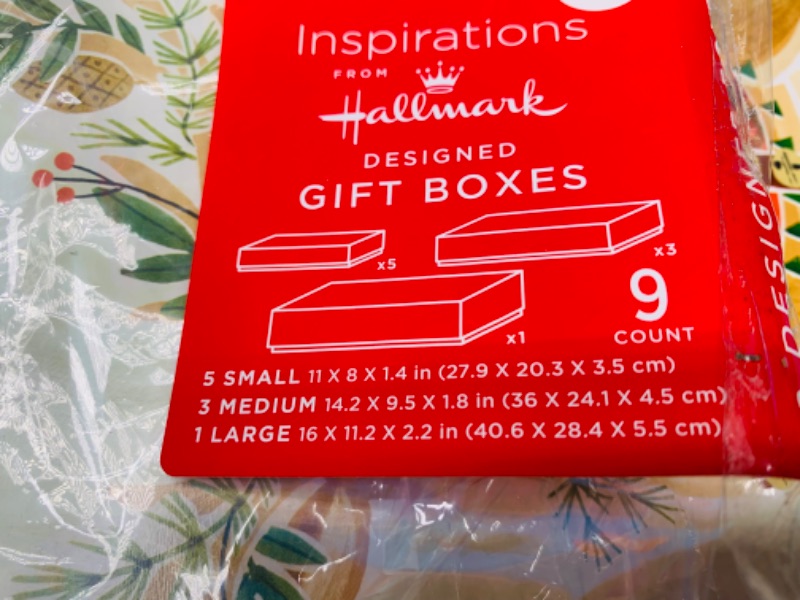 Inspirations
FROM
Hallmark
DESIGNED
GIFT BOXES
x5
x3
x1
9
COUNT
5 SMALL 11 X 8 X 1.4 in (27.9 X 20.3 X 3.5 cm)
3 MEDIUM 14.2 X 9.5 X 1.8 in (36 X 24.1 X 4.5 cm)
1 LARGE 16 X 11.2 X 2.2 in (40.6 X 28.4 X 5.5 cm)
DESIGN